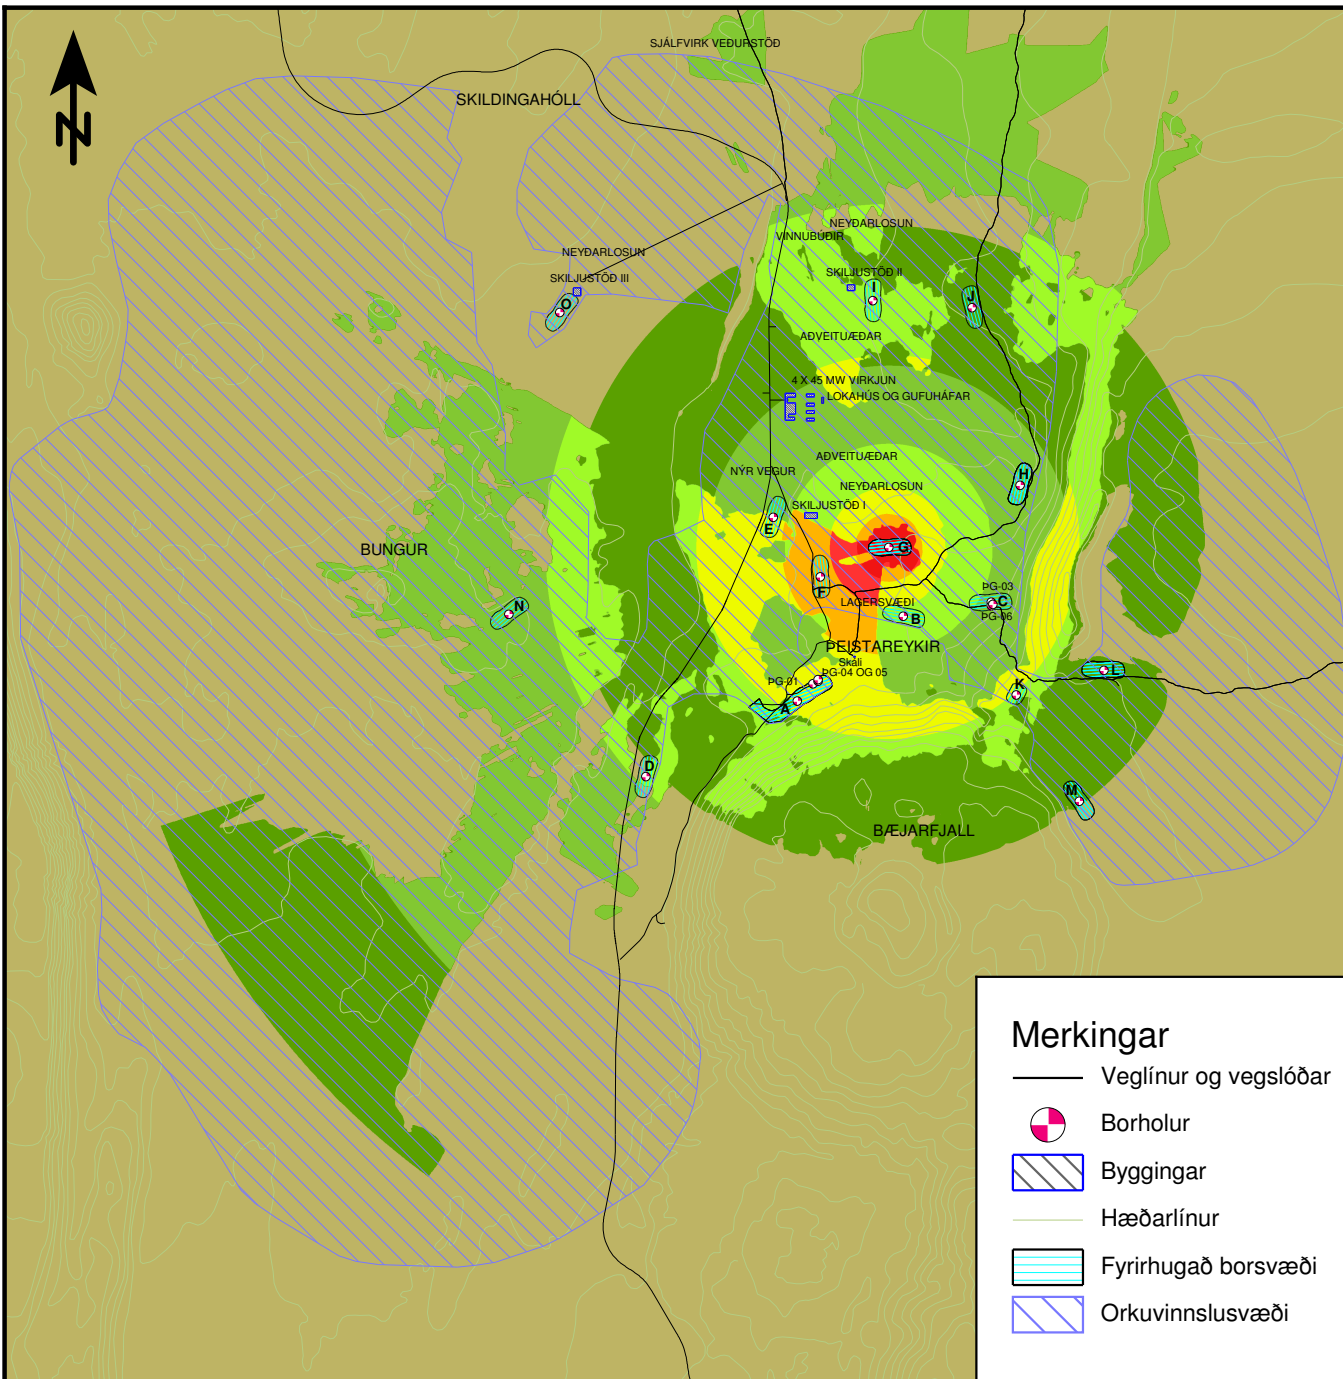 N
SJÁLFVIRK VEÐURSTÖÐ
SKILDINGAHÓLL
NEYÐARLOSUN
VINNUBÚÐIR
NEYÐARLOSUN
SKILJUSTÖÐ III
SKILJUSTÖÐ II
O
I
J
AÐVEITUÆÐAR
4 X 45 MW VIRKJUN
LOKAHÚS OG GUFUHÁFAR
AÐVEITUÆÐAR
NÝR VEGUR
NEYÐARLOSUN
H
SKILJUSTÖÐ I
E
BUNGUR
G
F
ÞG-03
LAGERSVÆÐI
C
N
B
ÞG-06
ÞEISTAREYKIR
Skáli
ÞG-01
ÞG-04 OG 05
L
K
A
D
M
BÆJARFJALL
Merkingar
Veglínur og vegslóðar
Borholur
Byggingar
Hæðarlínur
Fyrirhugað borsvæði
Orkuvinnslusvæði